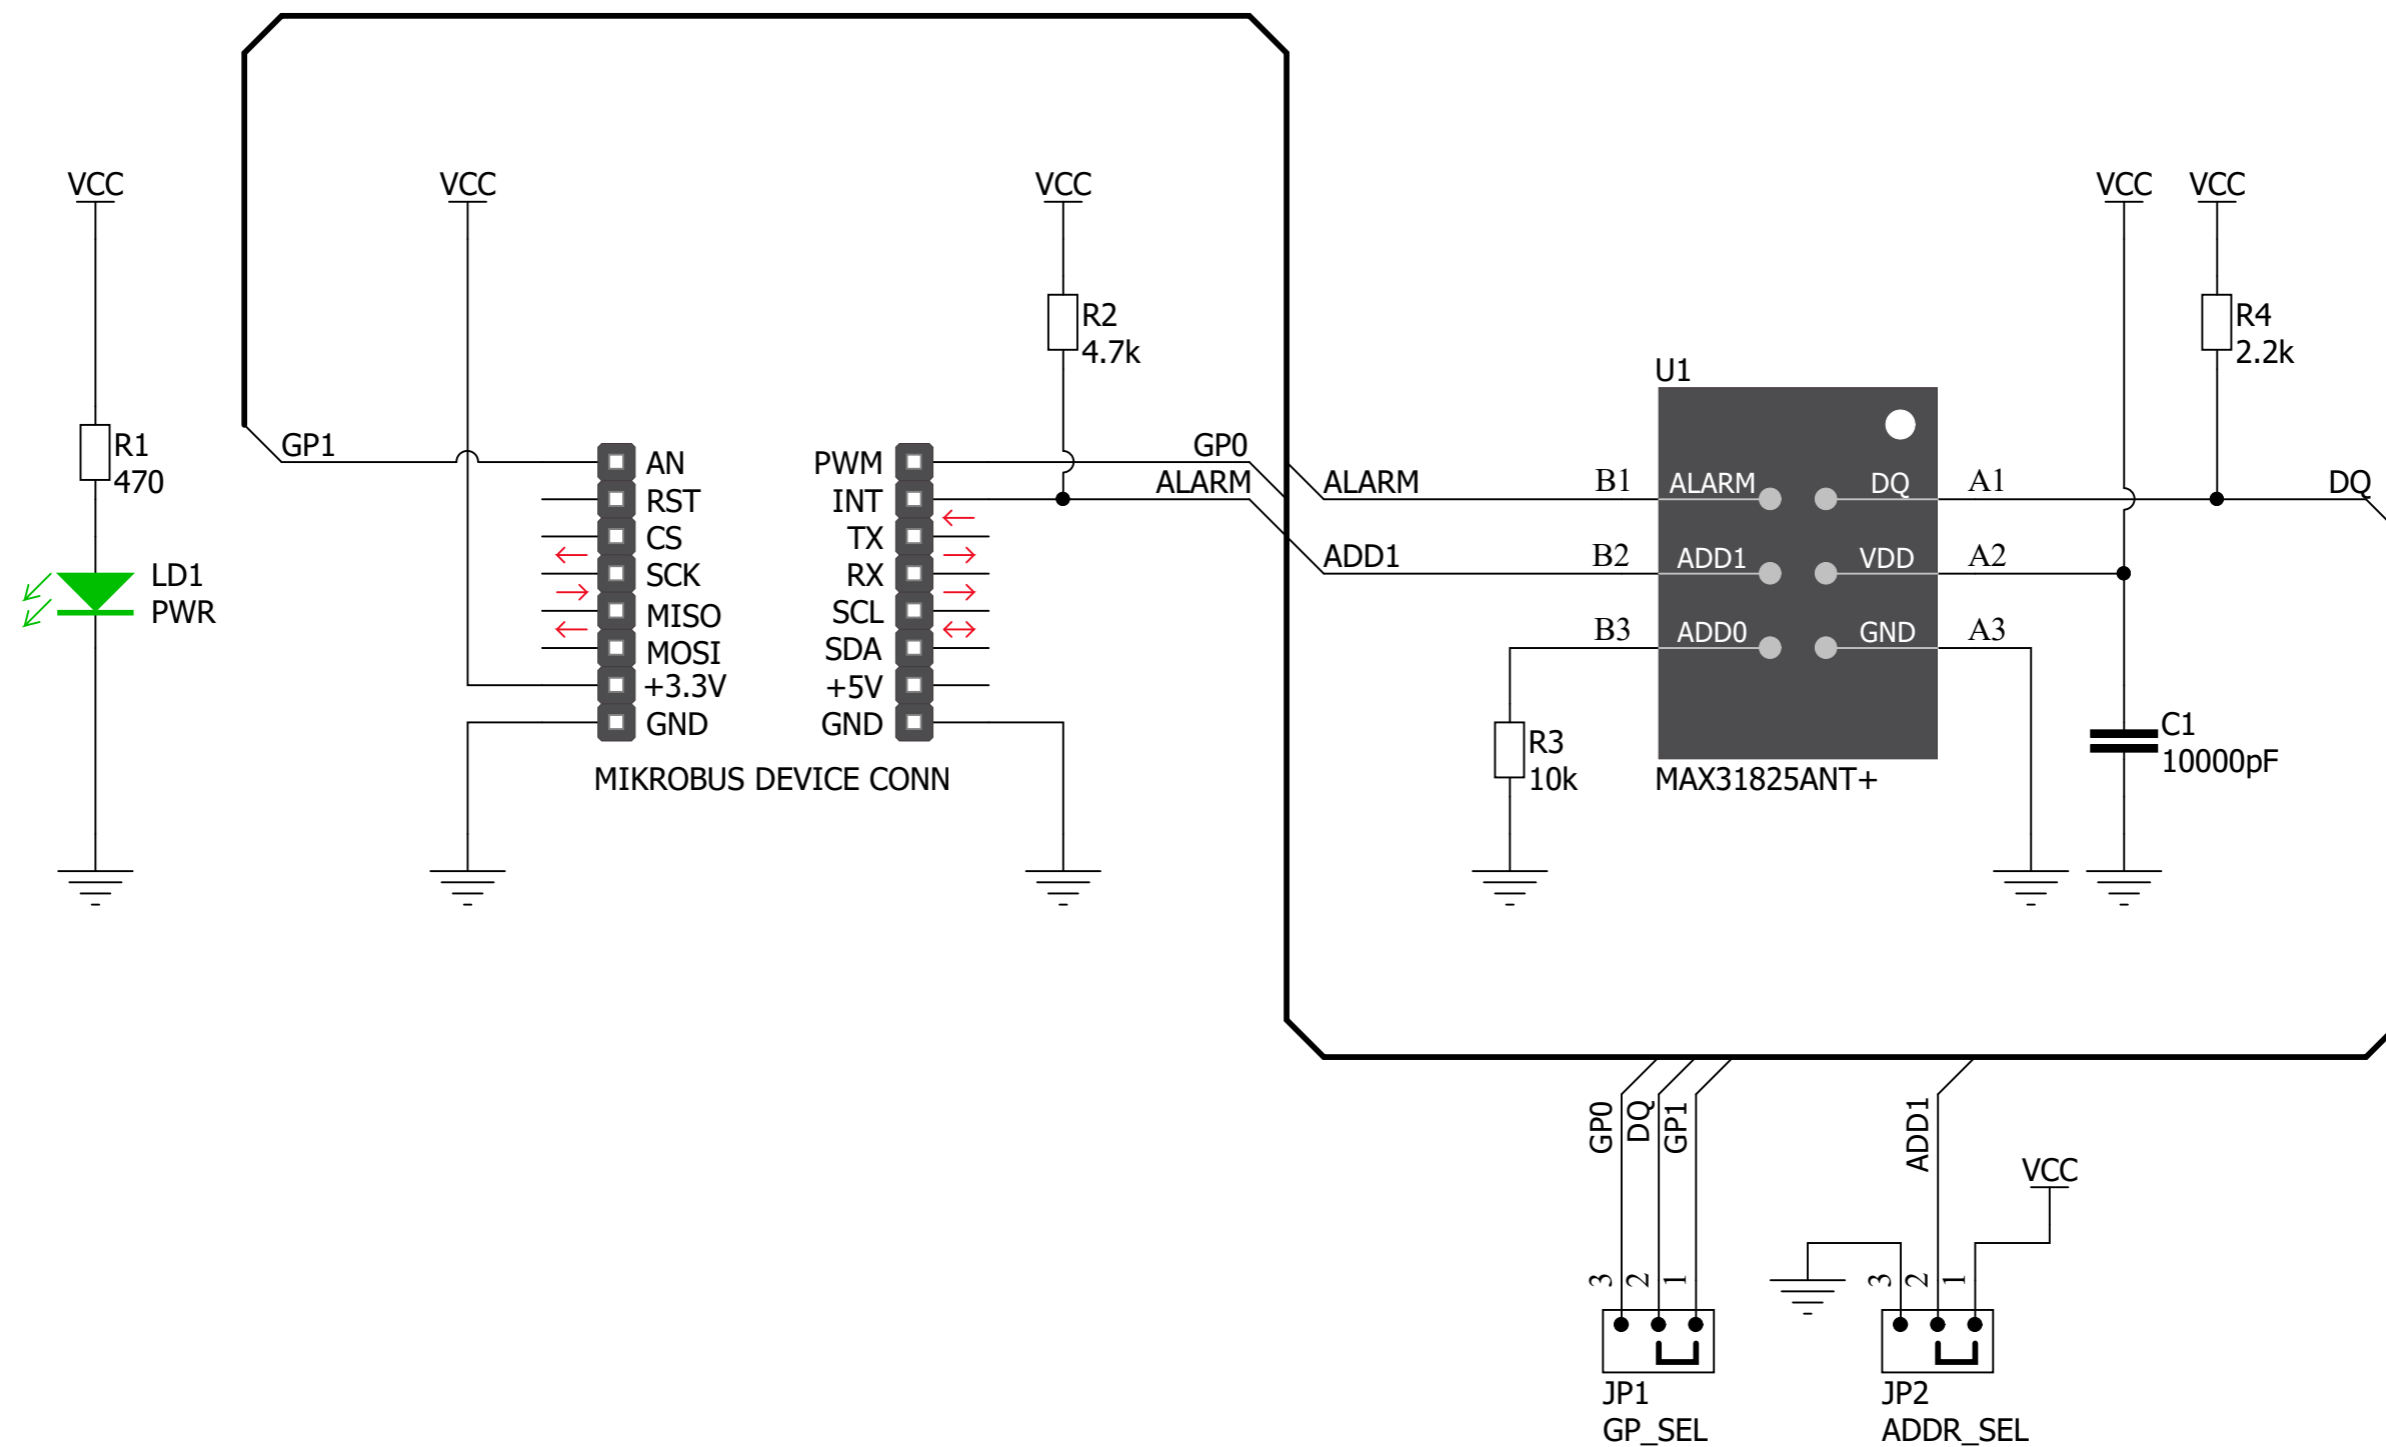 VCC
VCC
VCC
VCC
VCC
R2
4.7k
R4
2.2k
U1
R1
470
GP1
GP0
ALARM
ALARM
ADD1
LD1
PWR
AN
RST
CS
SCK
MISO
MOSI
+3.3V
GND
PWM
INT
TX
RX
SCL
SDA
+5V
GND
MIKROBUS DEVICE CONN
B1
B2
B3
ALARM
ADD1
ADD0
DQ
VDD
GND
A1
A2
A3
DQ
R3
10k
MAX31825ANT+
C1
10000pF
GP0
DQ
GP1
ADD1
VCC
3
2
1
3
2
1
JP1
GP_SEL
JP2
ADDR_SEL